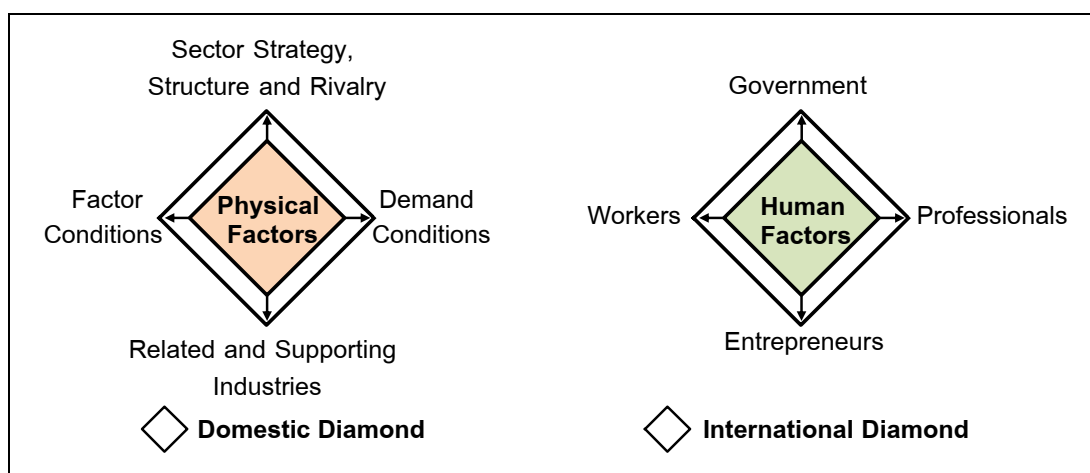 Sector Strategy,
Structure and Rivalry
Factor
Conditions
Physical
Factors
Demand
Conditions
Related and Supporting
Industries
Government
Workers
Human
Factors
Professionals
Entrepreneurs
Domestic Diamond
International Diamond